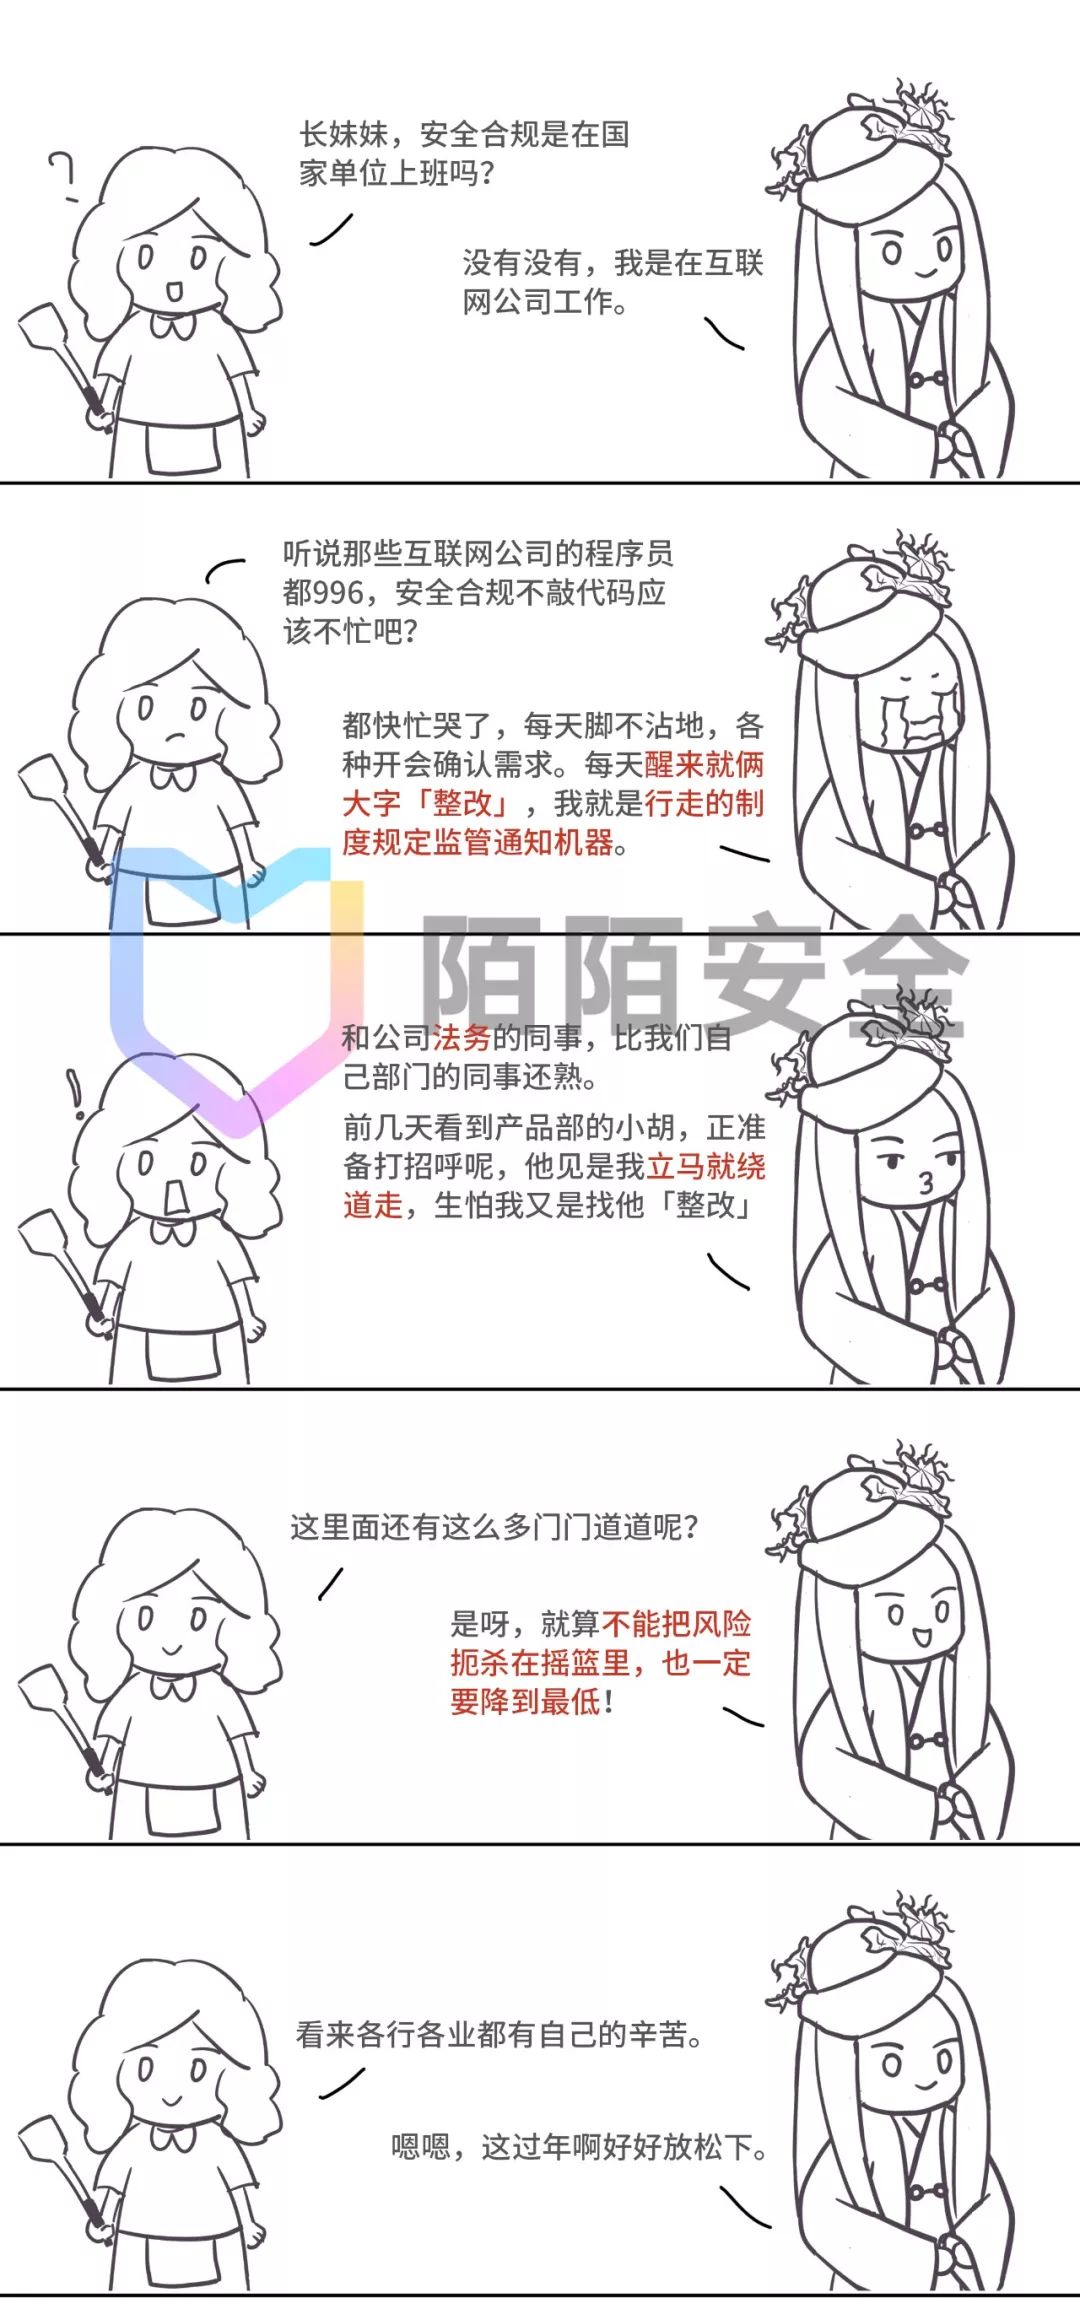 长妹妹，安全合规是在国
家单位上班吗？
没有没有，我是在互联
网公司工作。
听说那些互联网公司的程序员
都996，安全合规不敲代码应
该不忙吧？
都快忙哭了，每天脚不沾地，各
种开会确认需求。每天醒来就俩
大字「整改」，我就是行走的制
度规定监管通知机器。
陌陌安全
和公司法务的同事，比我们自
己部门的同事还熟。
前几天看到产品部的小胡，正准
备打招呼呢，他见是我立马就绕
道走，生怕我又是找他「整改」
这里面还有这么多门门道道呢？
是呀，就算不能把风险
扼杀在摇篮里，也一定
要降到最低！
看来各行各业都有自己的辛苦。
嗯嗯，这过年啊好好放松下。